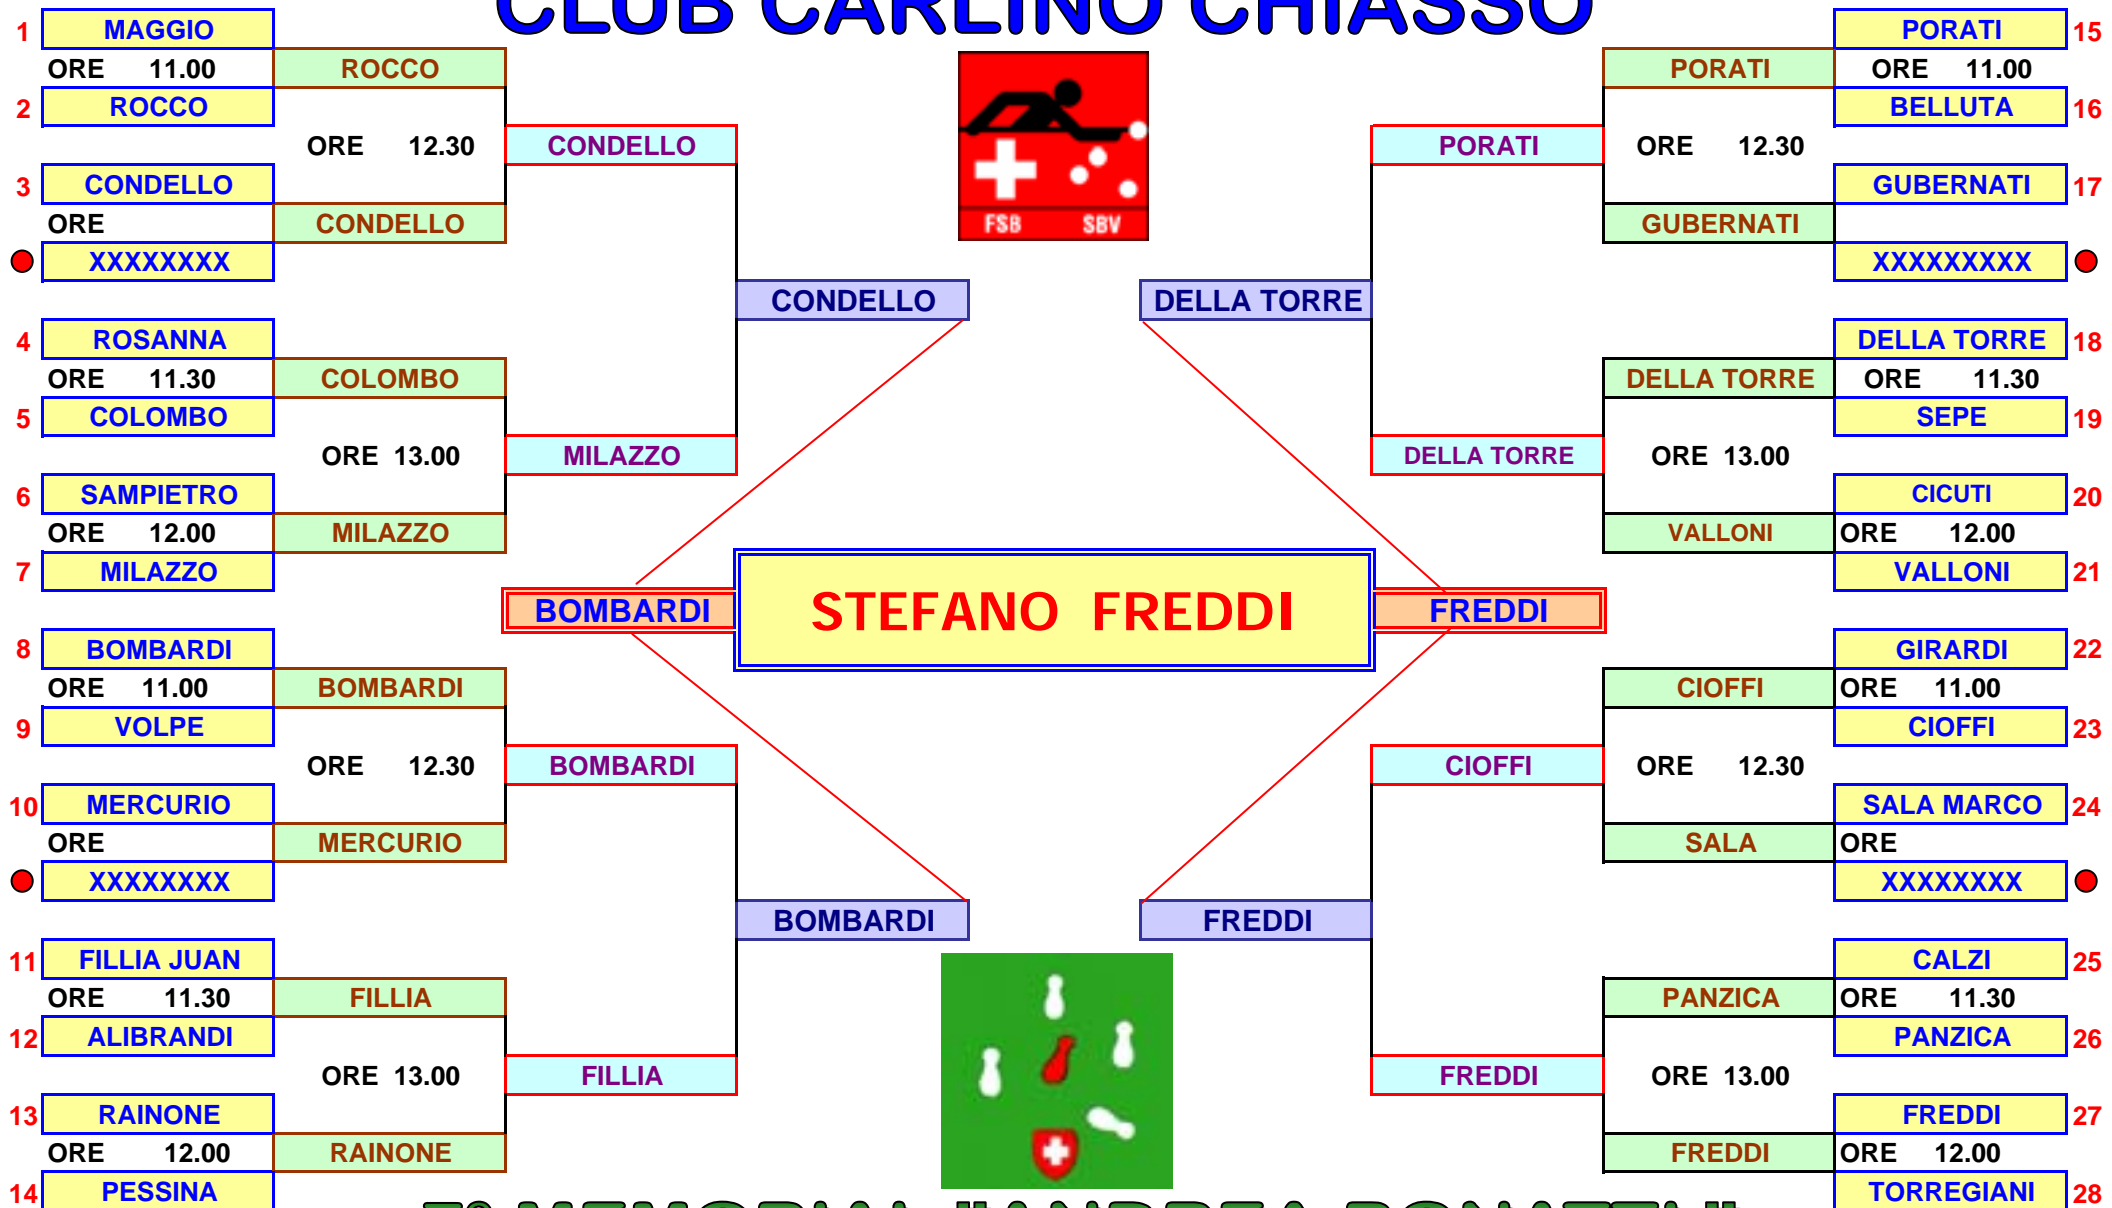 CLUB CARLINO CHIASSO
1 MAGGIO
ORE 11.00 ROCCO
2 ROCCO
ORE 12.30 CONDELLO
3 CONDELLO
ORE CONDELLO
XXXXXXXX
CONDELLO
4 ROSANNA
ORE 11.30 COLOMBO
5 COLOMBO
ORE 13.00 MILAZZO
6 SAMPIETRO
ORE 12.00 MILAZZO
7 MILAZZO
BOMBARDI
8 BOMBARDI
ORE 11.00 BOMBARDI
9 VOLPE
ORE 12.30 BOMBARDI
10 MERCURIO
ORE MERCURIO
XXXXXXXX
BOMBARDI
11 FILLIA JUAN
ORE 11.30 FILLIA
12 ALIBRANDI
ORE 13.00 FILLIA
13 RAINONE
ORE 12.00 RAINONE
14 PESSINA
FSB SBV
STEFANO FREDDI
PORATI 15
PORATI ORE 11.00
BELLUTA 16
PORATI ORE 12.30
GUBERNATI 17
GUBERNATI
XXXXXXXXX
DELLA TORRE
DELLA TORRE 18
DELLA TORRE ORE 11.30
SEPE 19
DELLA TORRE ORE 13.00
CICUTI 20
VALLONI ORE 12.00
VALLONI 21
FREDDI
GIRARDI 22
CIOFFI ORE 11.00
CIOFFI 23
CIOFFI ORE 12.30
SALA MARCO 24
SALA ORE
XXXXXXXX
FREDDI
CALZI 25
PANZICA ORE 11.30
PANZICA 26
FREDDI ORE 13.00
FREDDI 27
FREDDI ORE 12.00
TORREGIANI 28
MEMORIAL "ANDREA